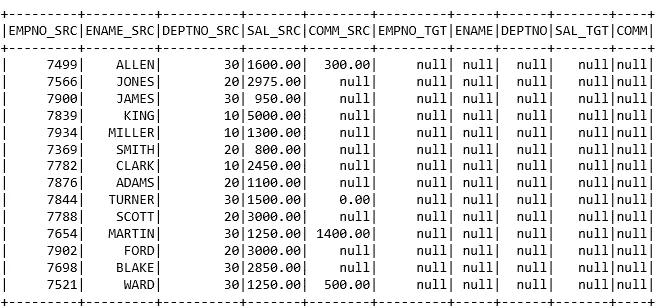 +---------+---------+----------+-------+--------+---------+-----+------+-------+----+
|EMPNO_SRC|ENAME_SRC|DEPTNO_SRC|SAL_SRC|COMM_SRC|EMPNO_TGT|ENAME|DEPTNO|SAL_TGT|COMM|
+---------+---------+----------+-------+--------+---------+-----+------+-------+----+
|     7499|    ALLEN|        30|1600.00|  300.00|     null| null|  null|   null|null|
|     7566|    JONES|        20|2975.00|    null|     null| null|  null|   null|null|
|     7900|    JAMES|        30| 950.00|    null|     null| null|  null|   null|null|
|     7839|     KING|        10|5000.00|    null|     null| null|  null|   null|null|
|     7934|   MILLER|        10|1300.00|    null|     null| null|  null|   null|null|
|     7369|    SMITH|        20| 800.00|    null|     null| null|  null|   null|null|
|     7782|    CLARK|        10|2450.00|    null|     null| null|  null|   null|null|
|     7876|    ADAMS|        20|1100.00|    null|     null| null|  null|   null|null|
|     7844|   TURNER|        30|1500.00|    0.00|     null| null|  null|   null|null|
|     7788|    SCOTT|        20|3000.00|    null|     null| null|  null|   null|null|
|     7654|   MARTIN|        30|1250.00| 1400.00|     null| null|  null|   null|null|
|     7902|     FORD|        20|3000.00|    null|     null| null|  null|   null|null|
|     7698|    BLAKE|        30|2850.00|    null|     null| null|  null|   null|null|
|     7521|     WARD|        30|1250.00|  500.00|     null| null|  null|   null|null|
+---------+---------+----------+-------+--------+---------+-----+------+-------+----+